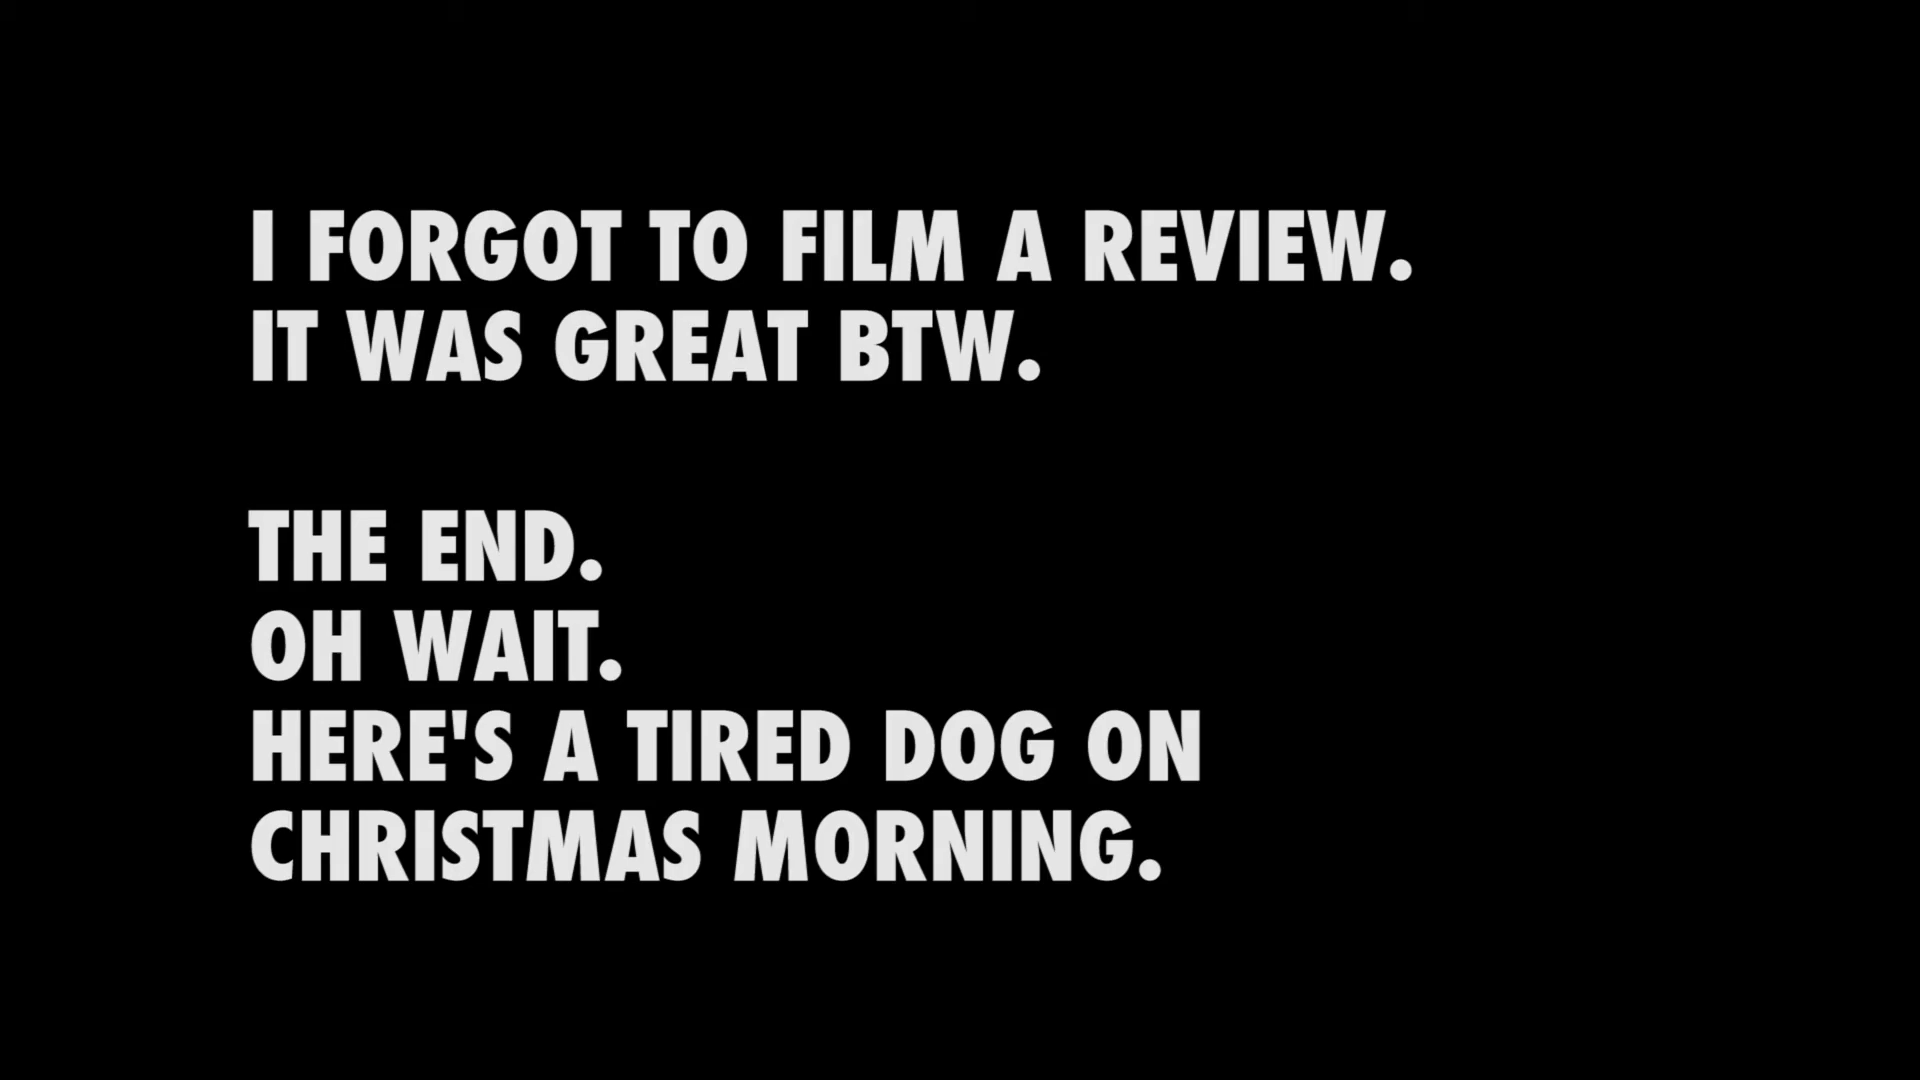 I FORGOT TO FILM A REVIEW.
IT WAS GREAT BTW.
THE END.
OH WAIT.
HERE'S A TIRED DOG ON
CHRISTMAS MORNING.